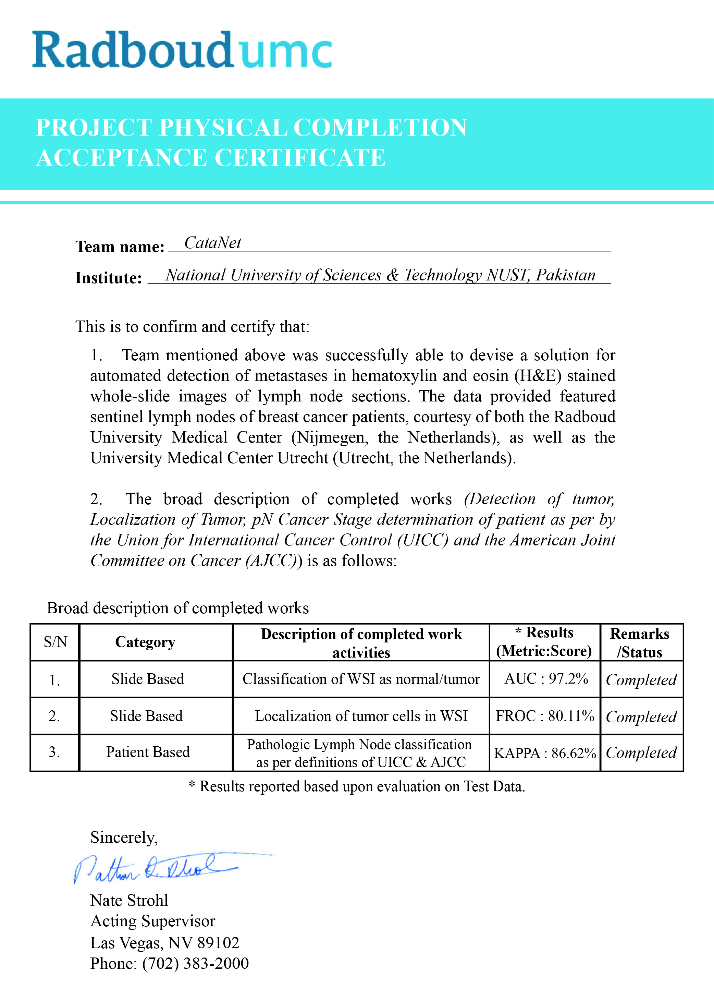 Radboudumc
PROJECT PHYSICAL COMPLETION
ACCEPTANCE CERTIFICATE
Team name: CataNet
Institute: National University of Sciences & Technology NUST, Pakistan
This is to confirm and certify that:
1. Team mentioned above was successfully able to devise a solution for
automated detection of metastases in hematoxylin and eosin (H&E) stained
whole-slide images of lymph node sections. The data provided featured
sentinel lymph nodes of breast cancer patients, courtesy of both the Radboud
University Medical Center (Nijmegen, the Netherlands), as well as the
University Medical Center Utrecht (Utrecht, the Netherlands).
2. The broad description of completed works (Detection of tumor,
Localization of Tumor, pN Cancer Stage determination of patient as per by
the Union for International Cancer Control (UICC) and the American Joint
Committee on Cancer (AJCC)) is as follows:
Broad description of completed works
S/N Category Description of completed work activities * Results (Metric:Score) Remarks /Status
1. Slide Based Classification of WSI as normal/tumor AUC : 97.2% Completed
2. Slide Based Localization of tumor cells in WSI FROC : 80.11% Completed
3. Patient Based Pathologic Lymph Node classification as per definitions of UICC & AJCC KAPPA : 86.62% Completed
* Results reported based upon evaluation on Test Data.
Sincerely,
Nate Strohl
Acting Supervisor
Las Vegas, NV 89102
Phone: (702) 383-2000